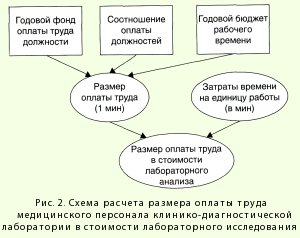 Годовой фонд
оплаты труда
должности
Соотношение
оплаты
должностей
Годовой бюджет
рабочего
времени
Размер
оплаты труда
(1 мин)
Затраты времени
на единицу работы
(в мин)
Размер оплаты труда
в стоимости
лабораторного
анализа
Рис. 2. Схема расчета размера оплаты труда
медицинского персонала клинико-диагностической
лаборатории в стоимости лабораторного исследования